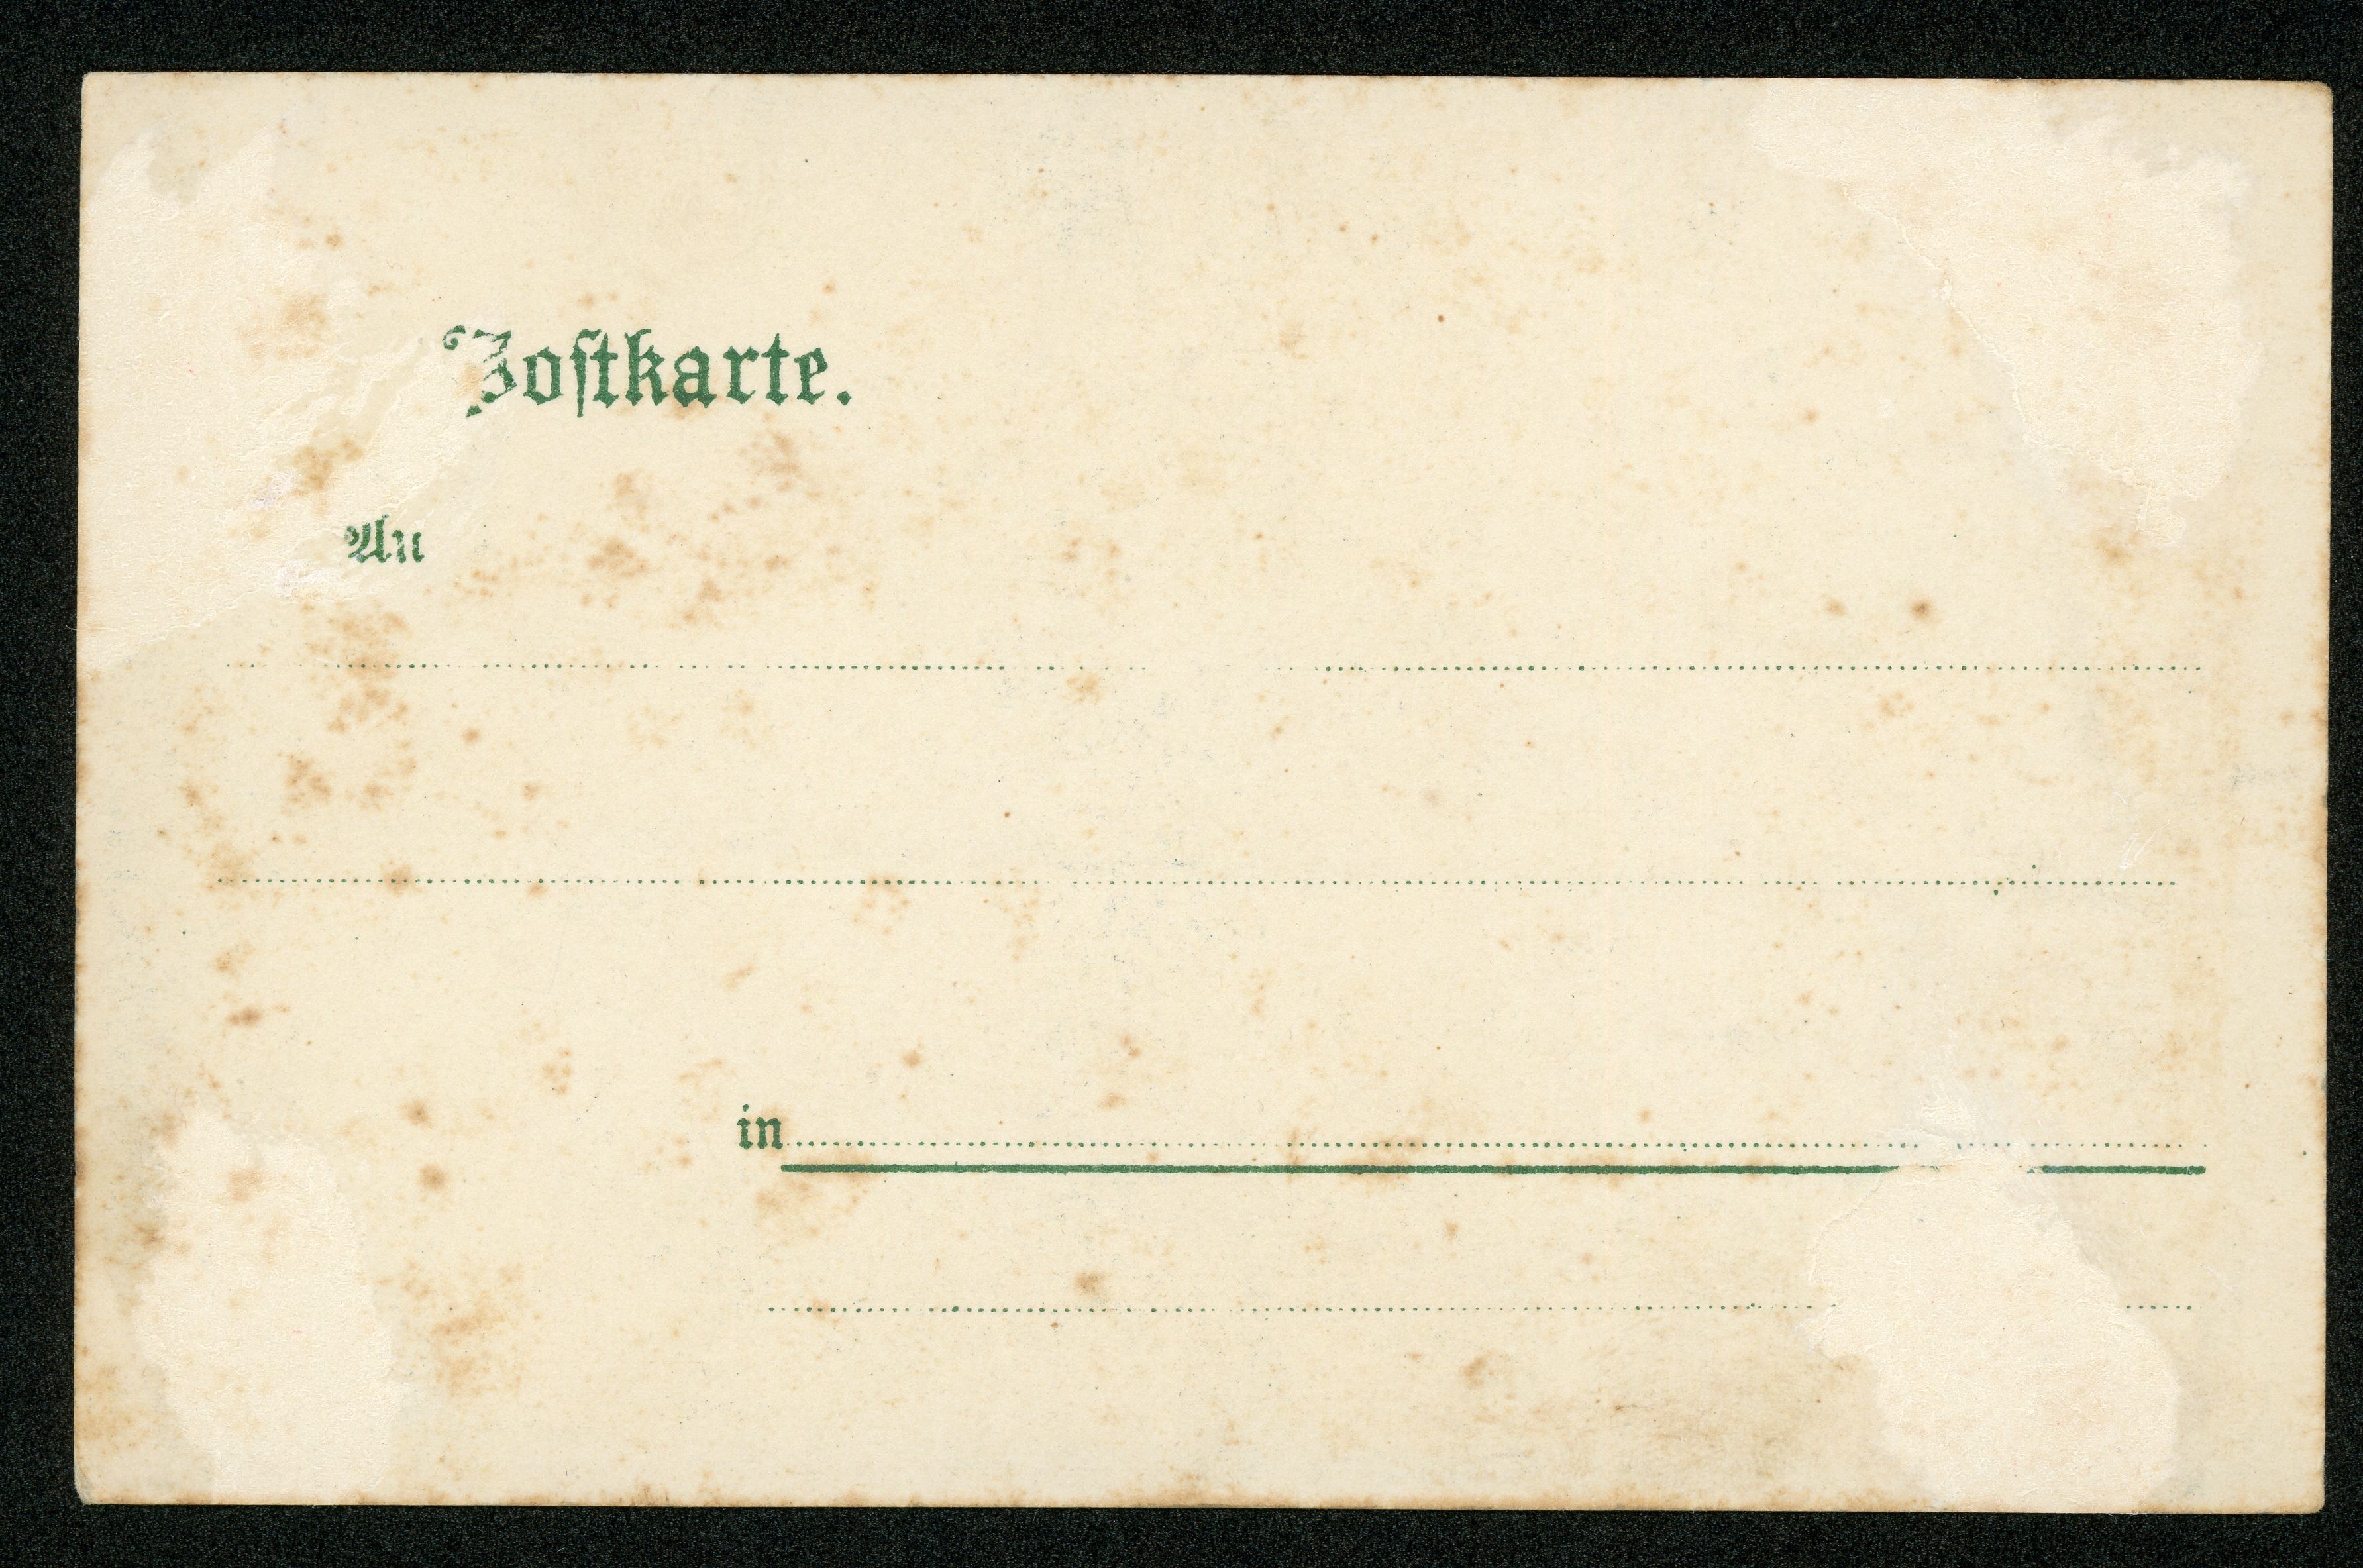 Poſtkarte.
An
in